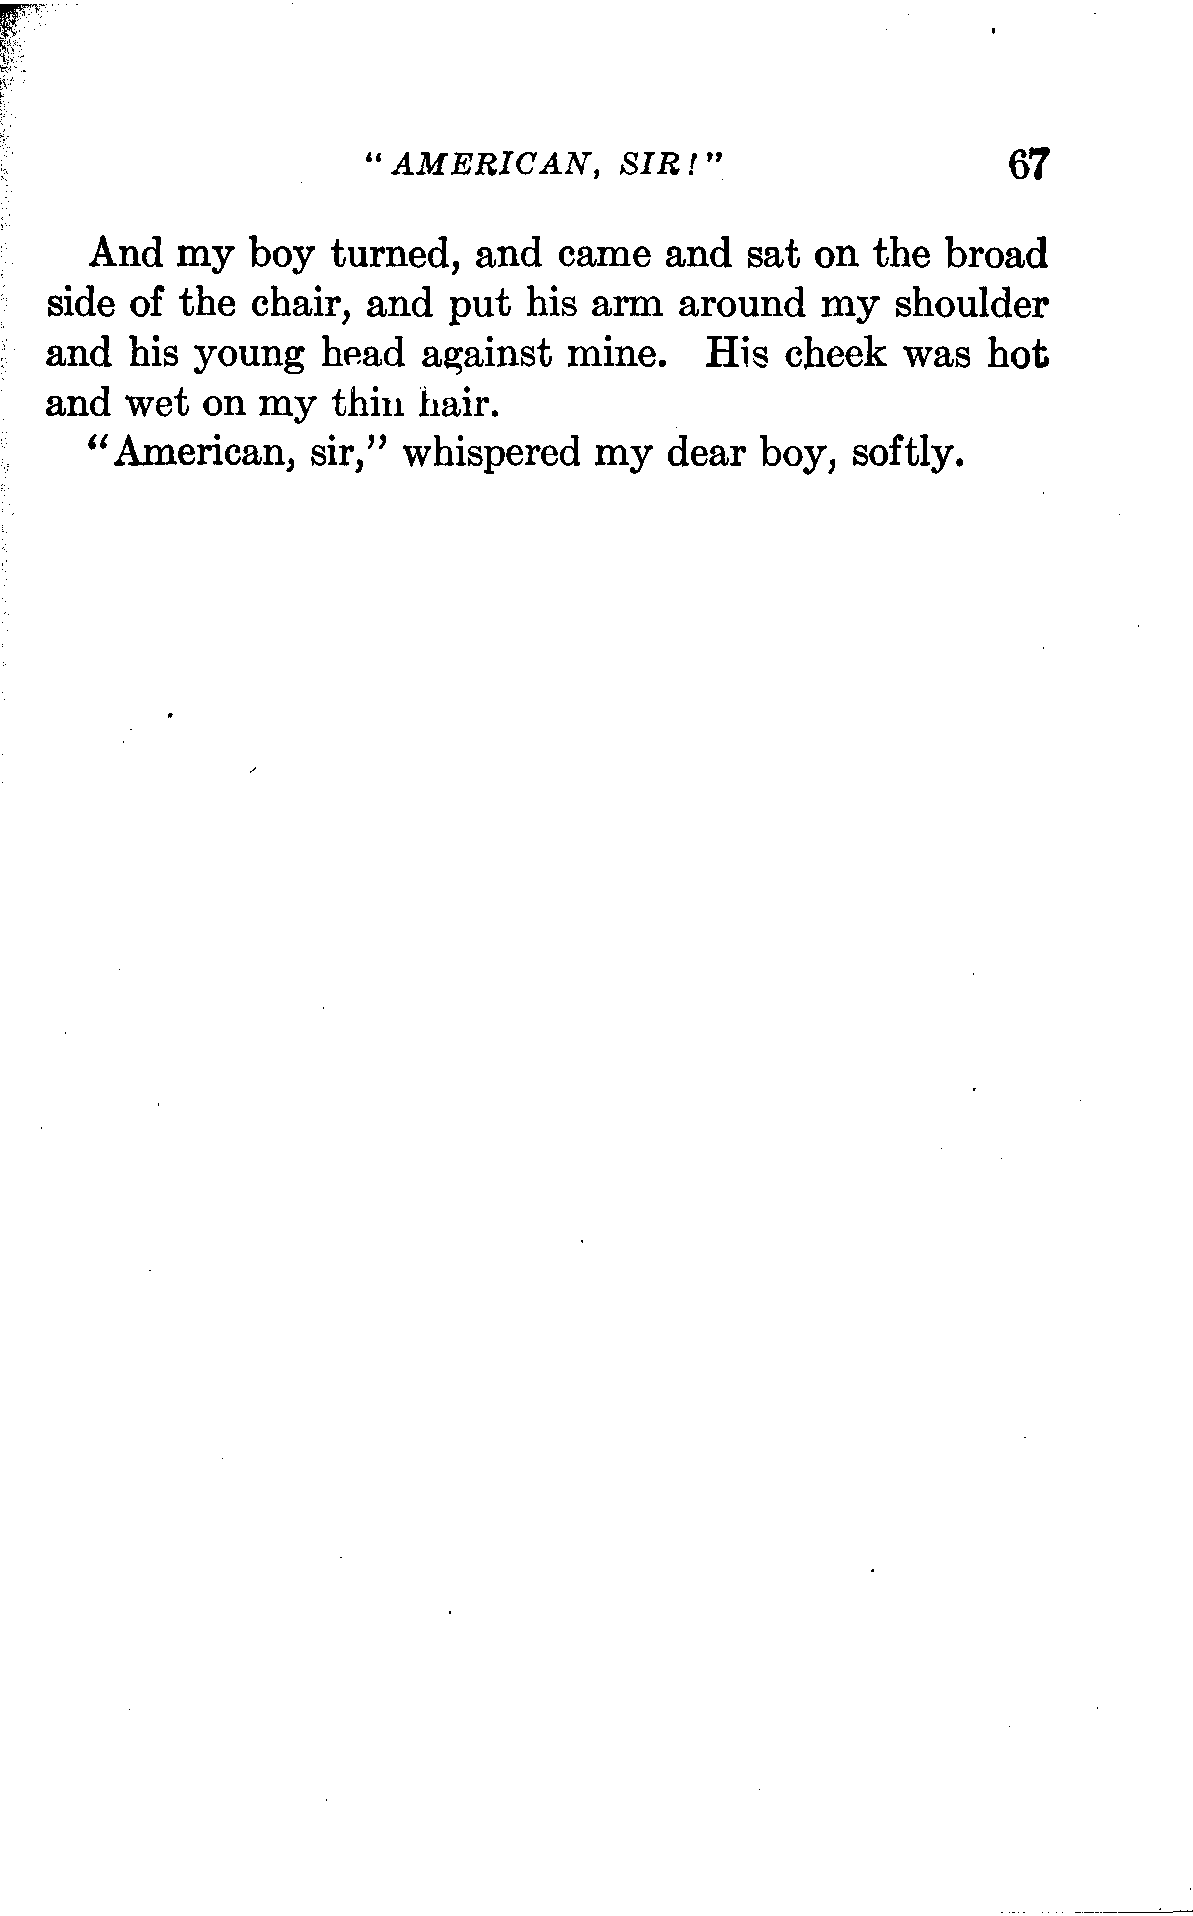 "AMERICAN, SIR!" 67
And my boy turned, and came and sat on the broad
side of the chair, and put his arm around my shoulder
and his young head against mine. His cheek was hot
and wet on my thin hair.
"American, sir," whispered my dear boy, softly.